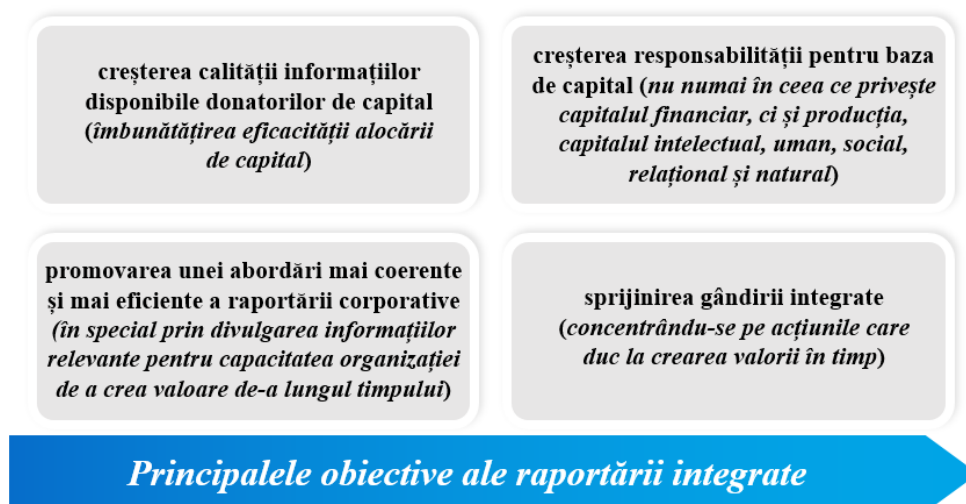 creșterea calității informațiilor
disponibile donatorilor de capital
(îmbunătățirea eficacității alocării
de capital)
creșterea responsabilității pentru baza
de capital (nu numai în ceea ce privește
capitalul financiar, ci și producția,
capitalul intelectual, uman, social,
relațional și natural)
promovarea unei abordări mai coerente
și mai eficiente a raportării corporative
(în special prin divulgarea informațiilor
relevante pentru capacitatea organizației
de a crea valoare de-a lungul timpului)
sprijinirea gândirii integrate
(concentrându-se pe acțiunile care
duc la crearea valorii în timp)
Principalele obiective ale raportării integrate